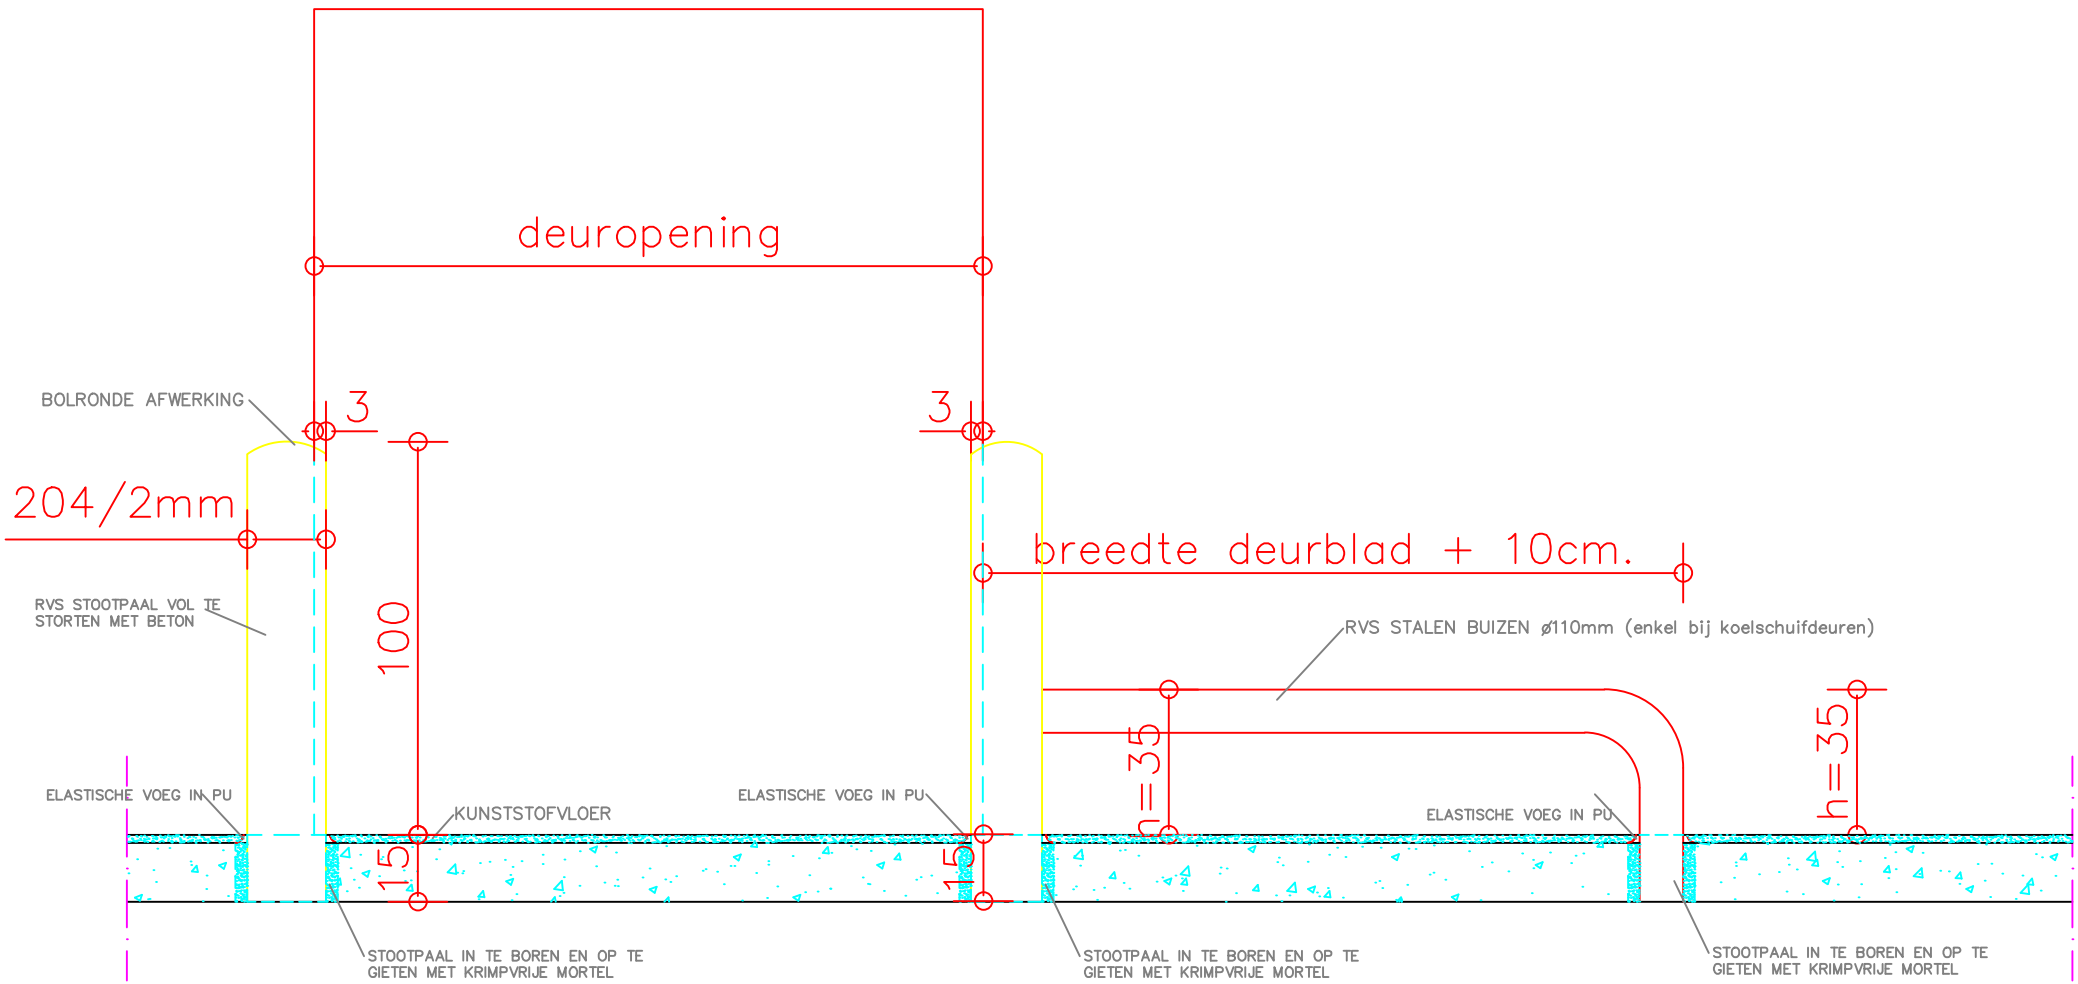 deuropening
BOLRONDE AFWERKING
3
3
204/2mm
breedte deurblad + 10cm.
100
RVS STOOTPAAL VOL TE
STORTEN MET BETON
RVS STALEN BUIZEN ø110mm (enkel bij koelschuifdeuren)
h=35
h=35
ELASTISCHE VOEG IN PU
KUNSTSTOFVLOER
ELASTISCHE VOEG IN PU
ELASTISCHE VOEG IN PU
15
15
STOOTPAAL IN TE BOREN EN OP TE
GIETEN MET KRIMPVRIJE MORTEL
STOOTPAAL IN TE BOREN EN OP TE
GIETEN MET KRIMPVRIJE MORTEL
STOOTPAAL IN TE BOREN EN OP TE
GIETEN MET KRIMPVRIJE MORTEL